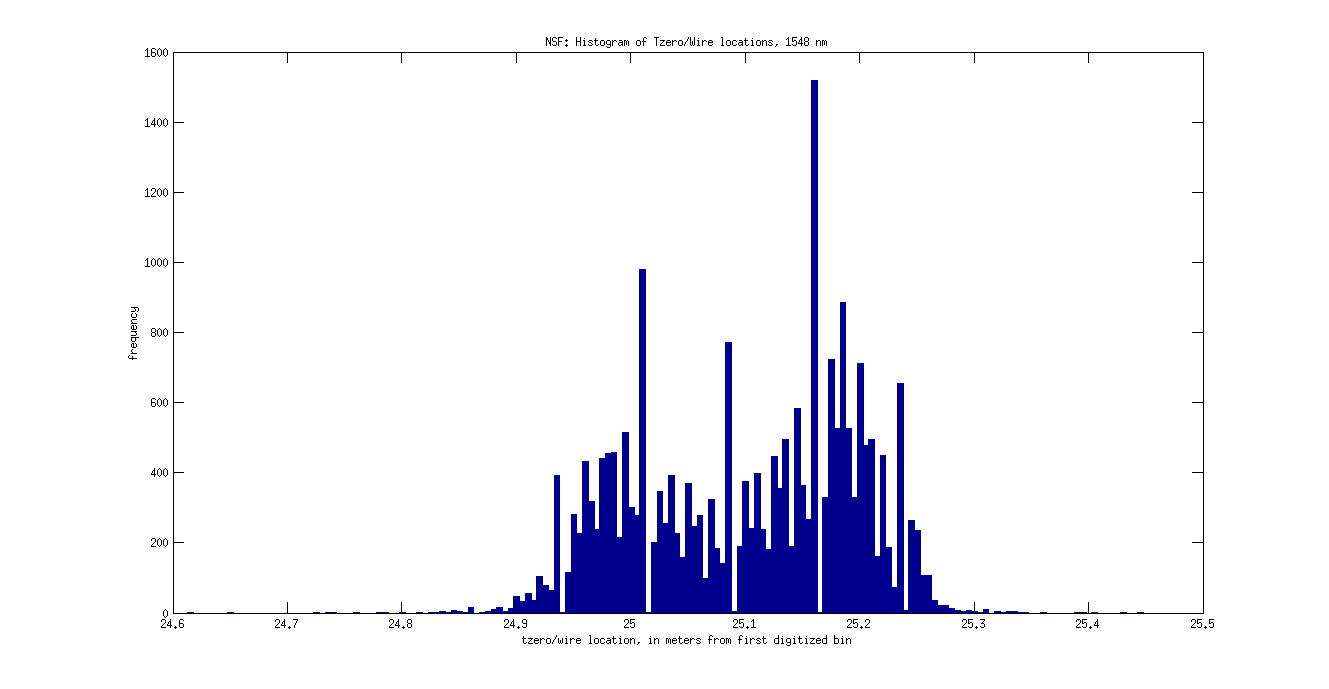 NSF: Histogram of Tzero/Wire locations, 1548 nm
1600
1400
1200
1000
800
600
400
200
0
frequency
24.6 24.7 24.8 24.9 25 25.1 25.2 25.3 25.4 25.5
tzero/wire location, in meters from first digitized bin